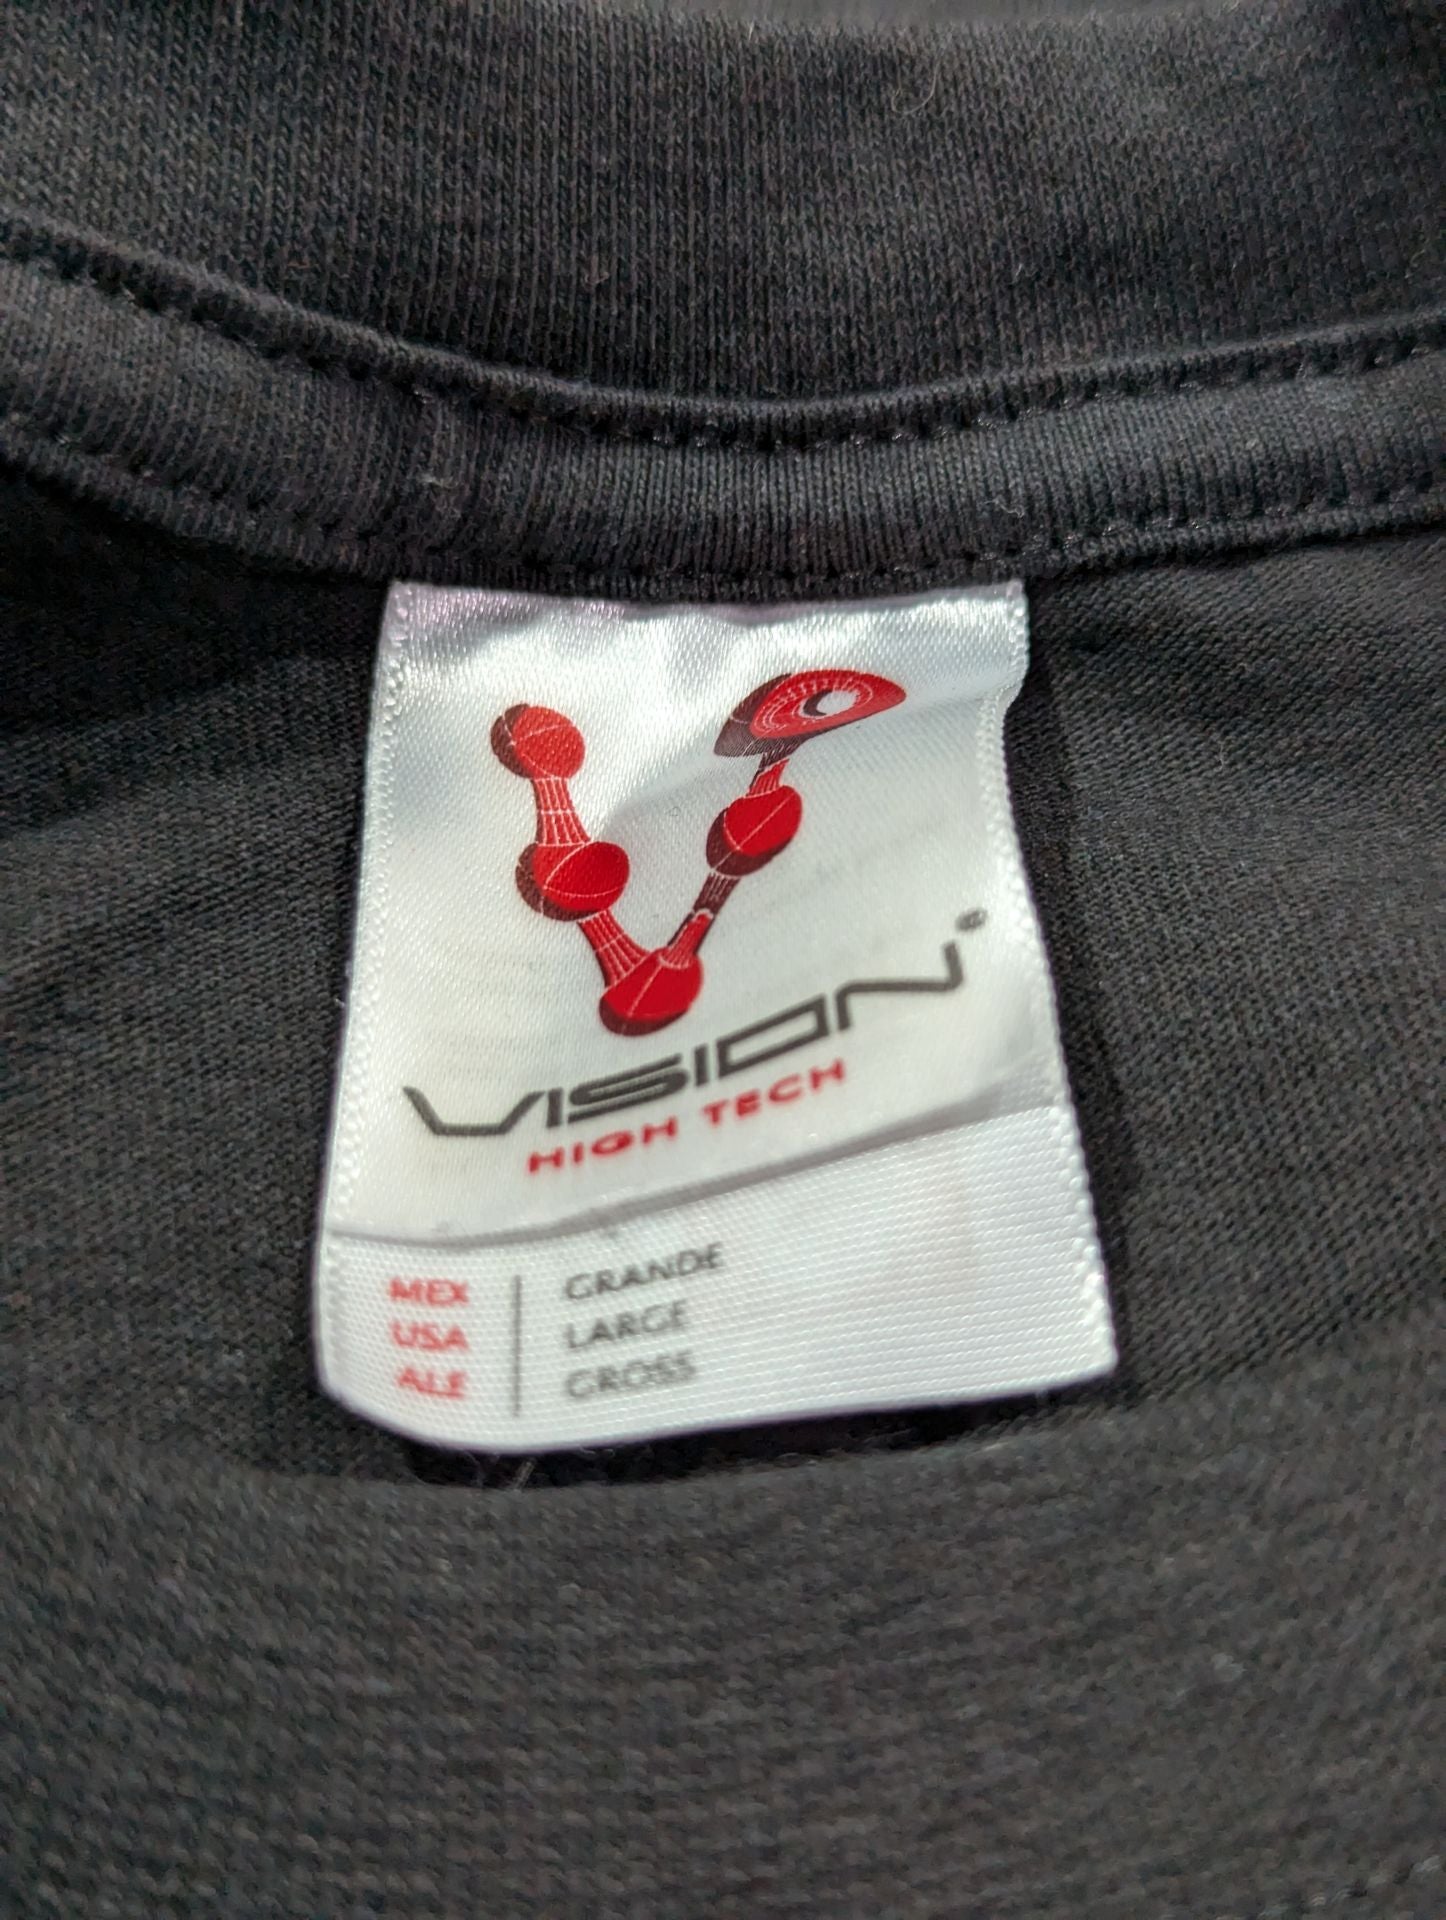 VISION®
HIGH TECH
MEX | GRANDE
USA | LARGE
ALE | GROSS